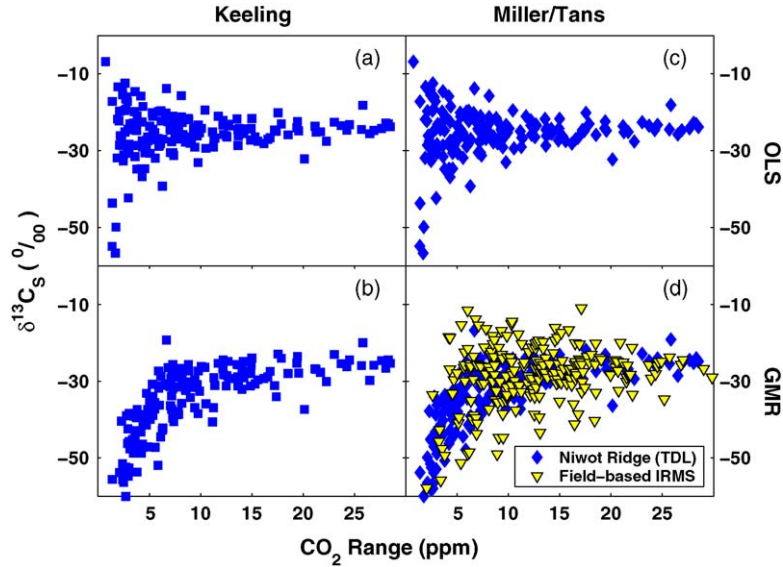 Keeling
Miller/Tans
(a)
(c)
−10
−30
−50
−10
−30
−50
OLS
δ¹³C_S ( ⁰/₀₀)
(b)
(d)
−10
−30
−50
−10
−30
−50
GMR
Niwot Ridge (TDL)
Field−based IRMS
5 10 15 20 25
5 10 15 20 25
CO₂ Range (ppm)